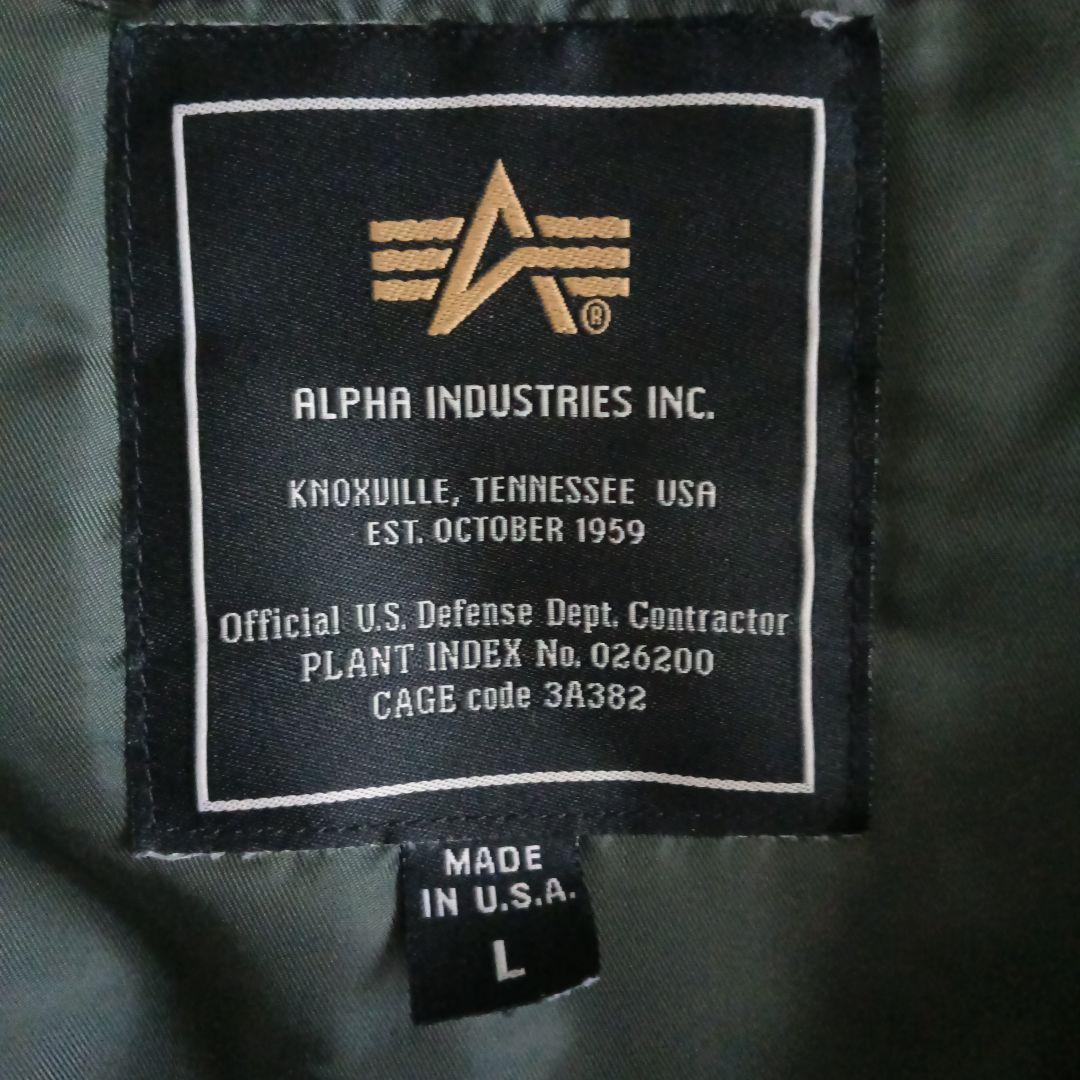 ®
ALPHA INDUSTRIES INC.
KNOXVILLE, TENNESSEE USA
EST. OCTOBER 1959
Official U.S. Defense Dept. Contractor
PLANT INDEX No. 026200
CAGE code 3A382
MADE
IN U.S.A.
L